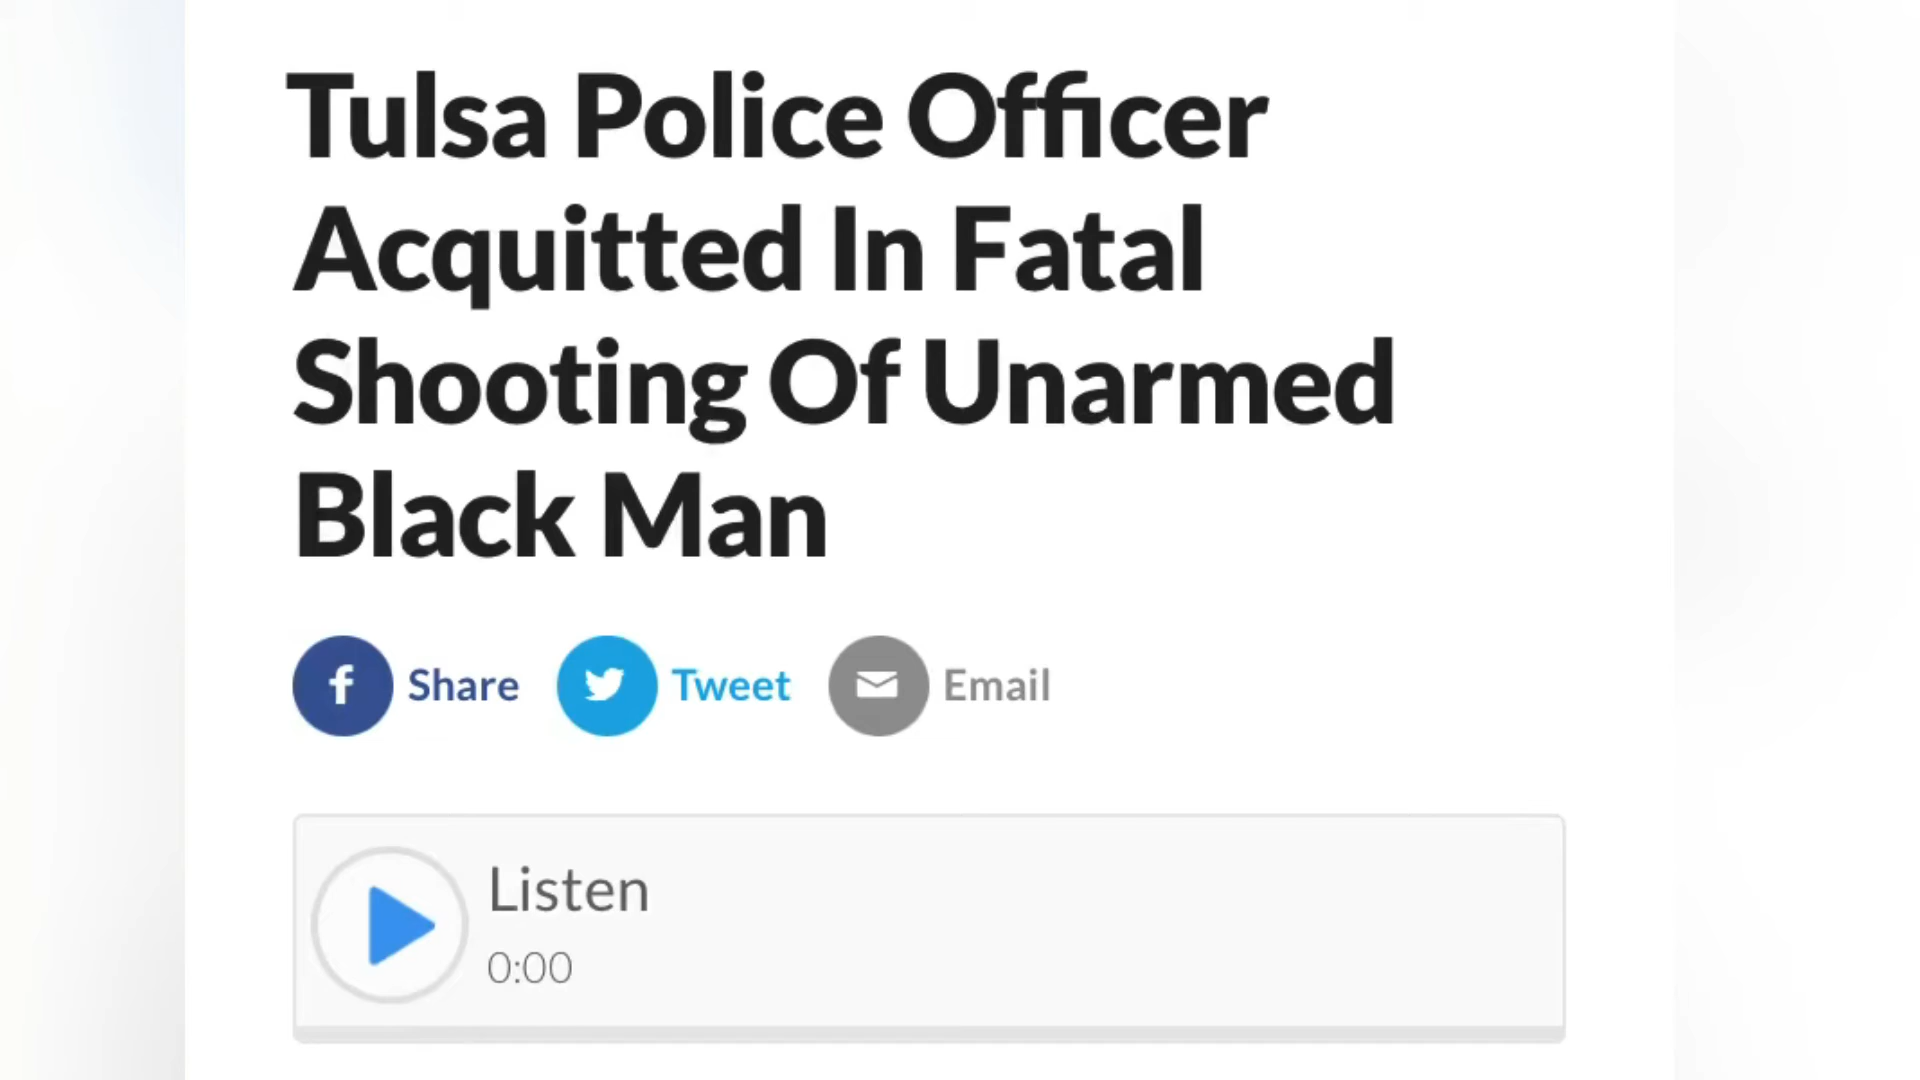 Tulsa Police Officer
Acquitted In Fatal
Shooting Of Unarmed
Black Man
Share Tweet Email
Listen
0:00